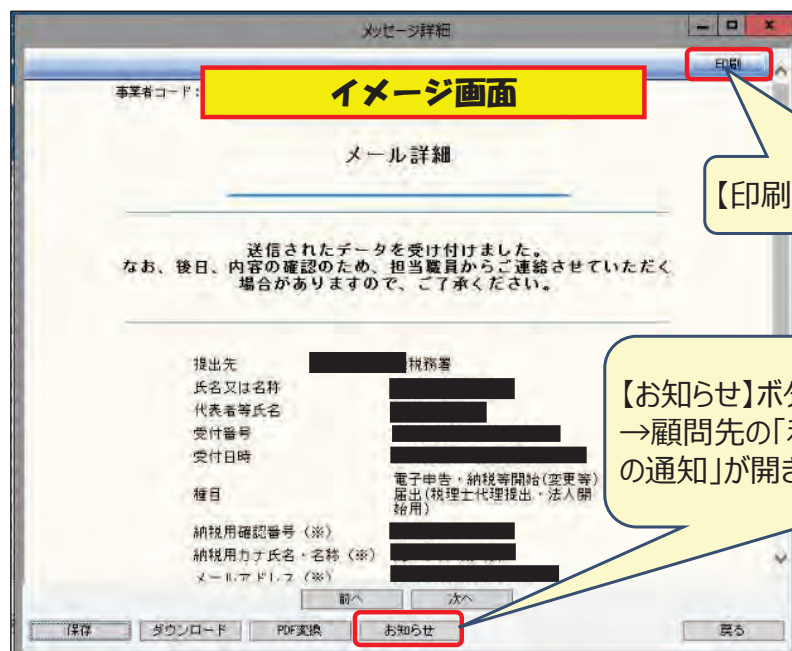 メッセージ詳細
印刷
事業者コード:
イメージ画面
メール詳細
【印刷
送信されたデータを受け付けました。
なお、後日、内容の確認のため、担当職員からご連絡させていただく
場合がありますので、ご了承ください。
提出先 税務署
氏名又は名称
代表者等氏名
受付番号
受付日時
種目 電子申告・納税等開始(変更等)
届出(税理士代理提出・法人開
始用)
納税用確認番号(※)
納税用カナ氏名・名称(※)
メールアドレス(※)
【お知らせ】ボタ
→顧問先の「
の通知」が開き
前へ 次へ
保存 ダウンロード PDF変換 お知らせ 戻る